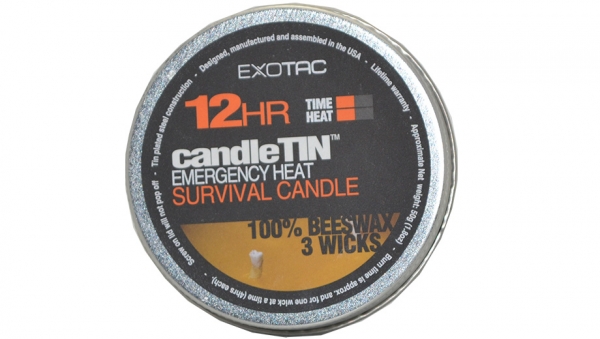 EXOTAC
12HR
TIME
HEAT
candleTIN™
EMERGENCY HEAT
SURVIVAL CANDLE
100% BEESWAX
3 WICKS
Screw on lid will not pop off - Tin plated steel construction - Designed, manufactured and assembled in the USA - Lifetime warranty - Approximate Net weight: 50g (1.8oz)
Burn time is approx. and for one wick at a time (4hrs each).